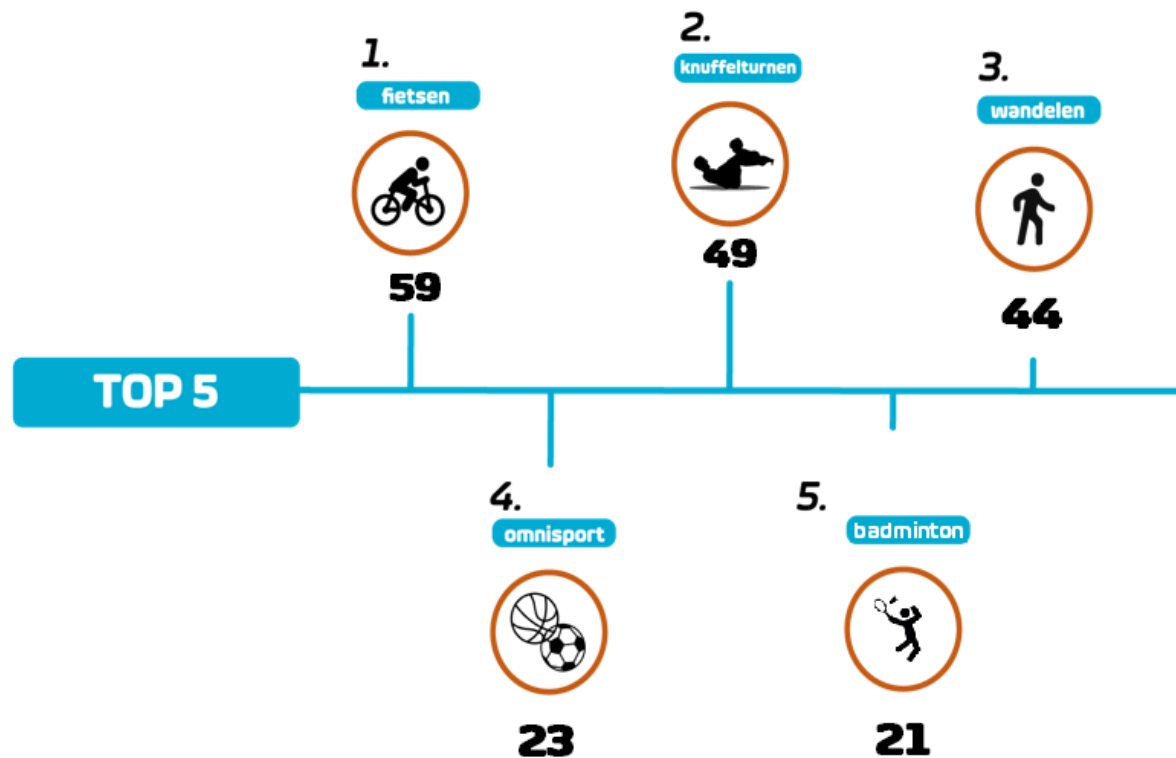 1.
fietsen
59
2.
knuffelturnen
49
3.
wandelen
44
TOP 5
4.
omnisport
23
5.
badminton
21